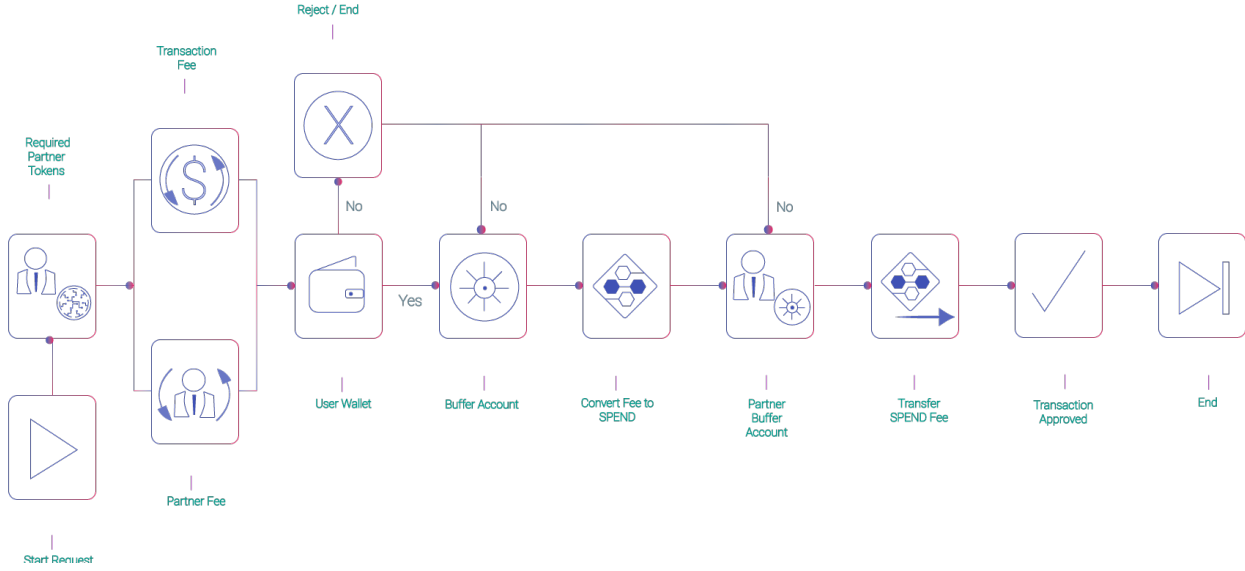 Reject / End
Transaction
Fee
Required
Partner
Tokens
No
No
No
Yes
User Wallet
Buffer Account
Convert Fee to
SPEND
Partner
Buffer
Account
Transfer
SPEND Fee
Transaction
Approved
End
Partner Fee
Start Request